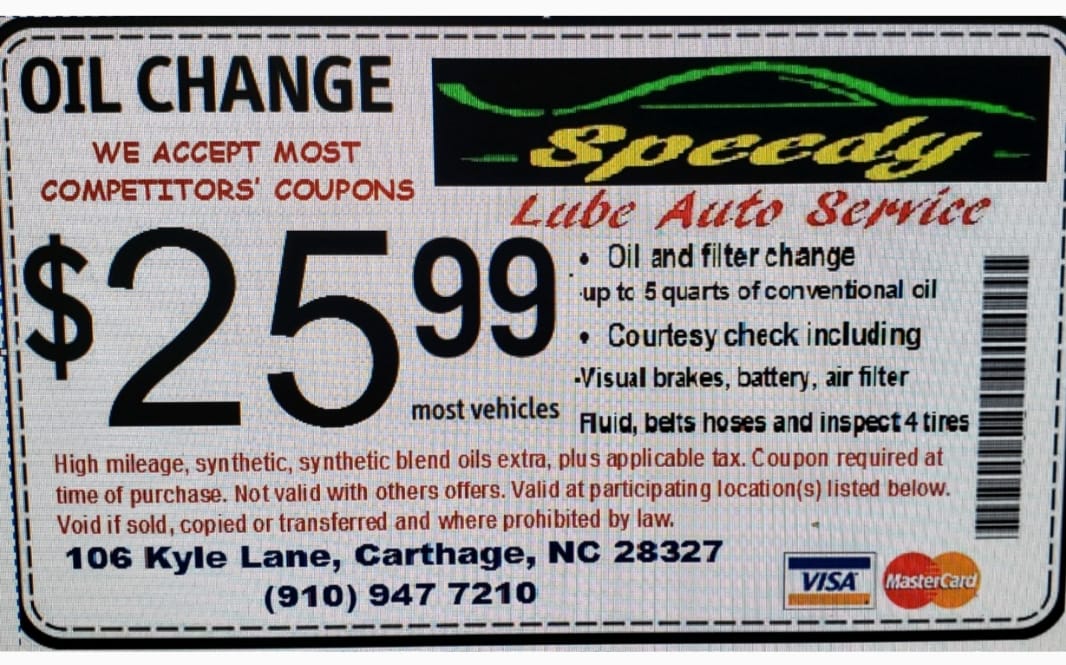 OIL CHANGE
WE ACCEPT MOST
COMPETITORS' COUPONS
$25 99
most vehicles
Speedy
Lube Auto Service
• Oil and filter change
-up to 5 quarts of conventional oil
• Courtesy check including
-Visual brakes, battery, air filter
Fluid, belts hoses and inspect 4 tires
High mileage, synthetic, synthetic blend oils extra, plus applicable tax. Coupon required at
time of purchase. Not valid with others offers. Valid at participating location(s) listed below.
Void if sold, copied or transferred and where prohibited by law.
106 Kyle Lane, Carthage, NC 28327
(910) 947 7210
VISA
MasterCard